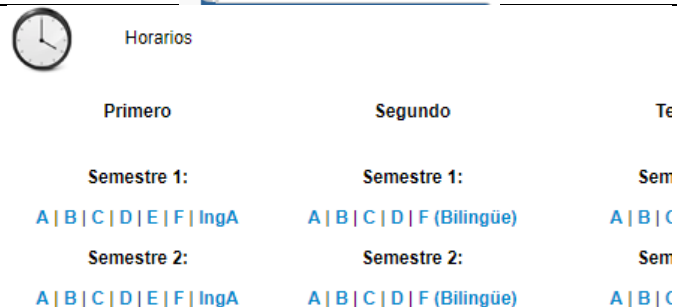 Horarios
Primero Segundo
Semestre 1: Semestre 1:
A | B | C | D | E | F | IngA A | B | C | D | F (Bilingüe) A | B |
Semestre 2: Semestre 2:
A | B | C | D | E | F | IngA A | B | C | D | F (Bilingüe) A | B |